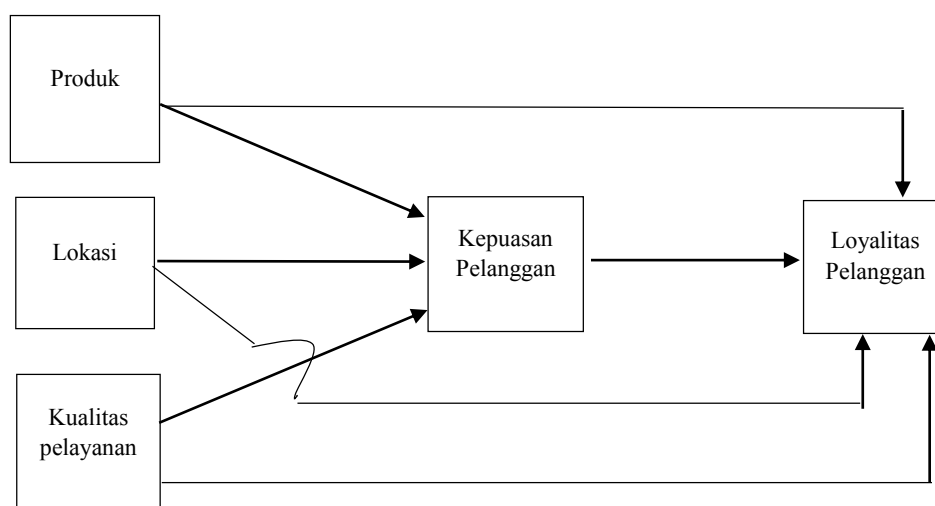 Produk
Lokasi
Kepuasan
Pelanggan
Loyalitas
Pelanggan
Kualitas
pelayanan